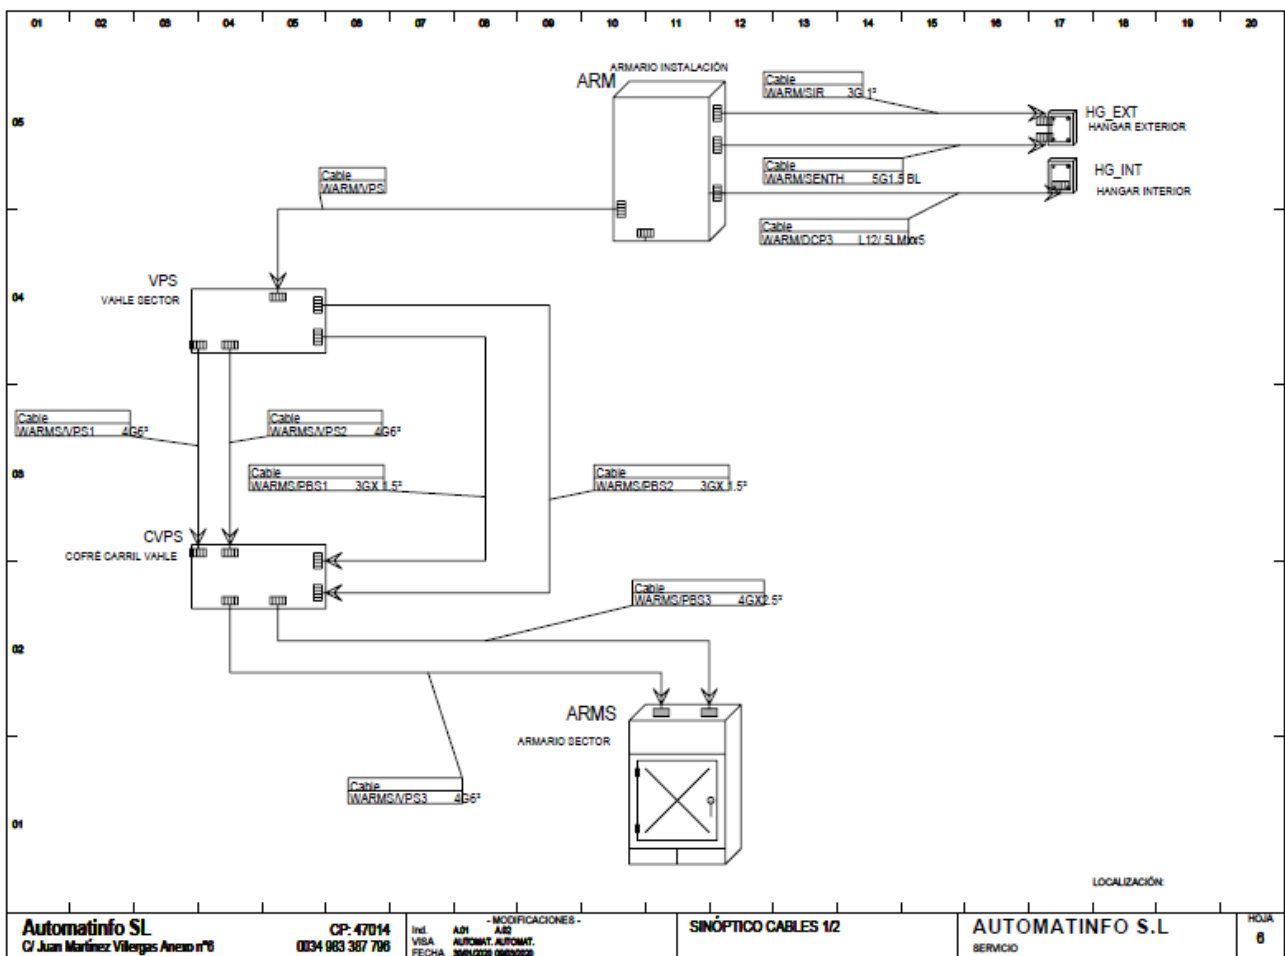 01 02 03 04 05 06 07 08 09 10 11 12 13 14 15 16 17 18 19 20
ARMARIO INSTALACIÓN
ARM
Cable
WARM/SIR 3G 1²
05
HG_EXT
HANGAR EXTERIOR
Cable
WARM/SENTH 5G1.5 BL
HG_INT
HANGAR INTERIOR
Cable
WARM/VPS
Cable
WARM/DCP3 L12/.5LMxx5
VPS
04
VAHLE SECTOR
Cable
WARMS/VPS1 4G6²
Cable
WARMS/VPS2 4G6²
03
Cable
WARMS/PBS1 3GX 1.5²
Cable
WARMS/PBS2 3GX 1.5²
CVPS
COFRÉ CARRIL VAHLE
Cable
WARMS/PBS3 4GX2.5²
02
ARMS
ARMARIO SECTOR
Cable
WARMS/VPS3 4G6²
01
LOCALIZACIÓN:
Automatinfo SL CP: 47014
C/ Juan Martínez Villergas Anexo nº6 0034 983 387 796
- MODIFICACIONES -
Ind. A01 A02
VISA AUTOMAT. AUTOMAT.
FECHA
SINÓPTICO CABLES 1/2
AUTOMATINFO S.L
SERVICIO
HOJA
6